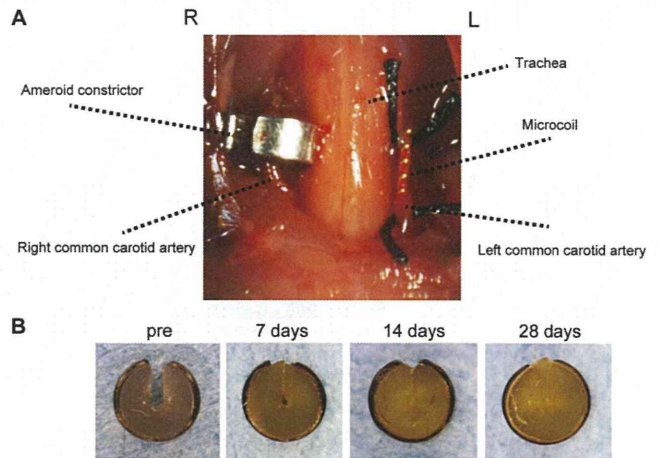 A
R
L
Ameroid constrictor
Trachea
Microcoil
Right common carotid artery
Left common carotid artery
B
pre 7 days 14 days 28 days